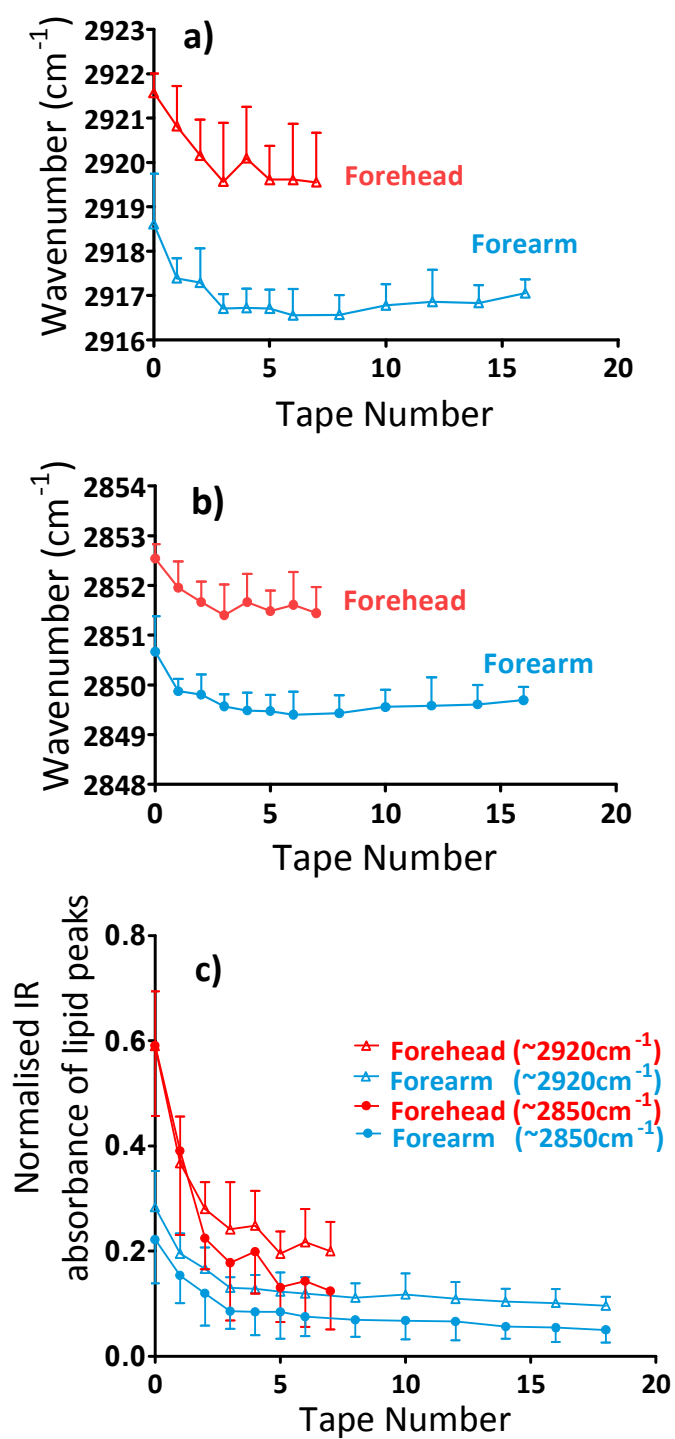 a)
Wavenumber (cm-1)
2923
2922
2921
2920
2919
2918
2917
2916
Forehead
Forearm
0 5 10 15 20
Tape Number
b)
Wavenumber (cm-1)
2854
2853
2852
2851
2850
2849
2848
Forehead
Forearm
0 5 10 15 20
Tape Number
c)
Normalised IR
absorbance of lipid peaks
0.8
0.6
0.4
0.2
0.0
Forehead (~2920cm-1)
Forearm (~2920cm-1)
Forehead (~2850cm-1)
Forearm (~2850cm-1)
0 5 10 15 20
Tape Number